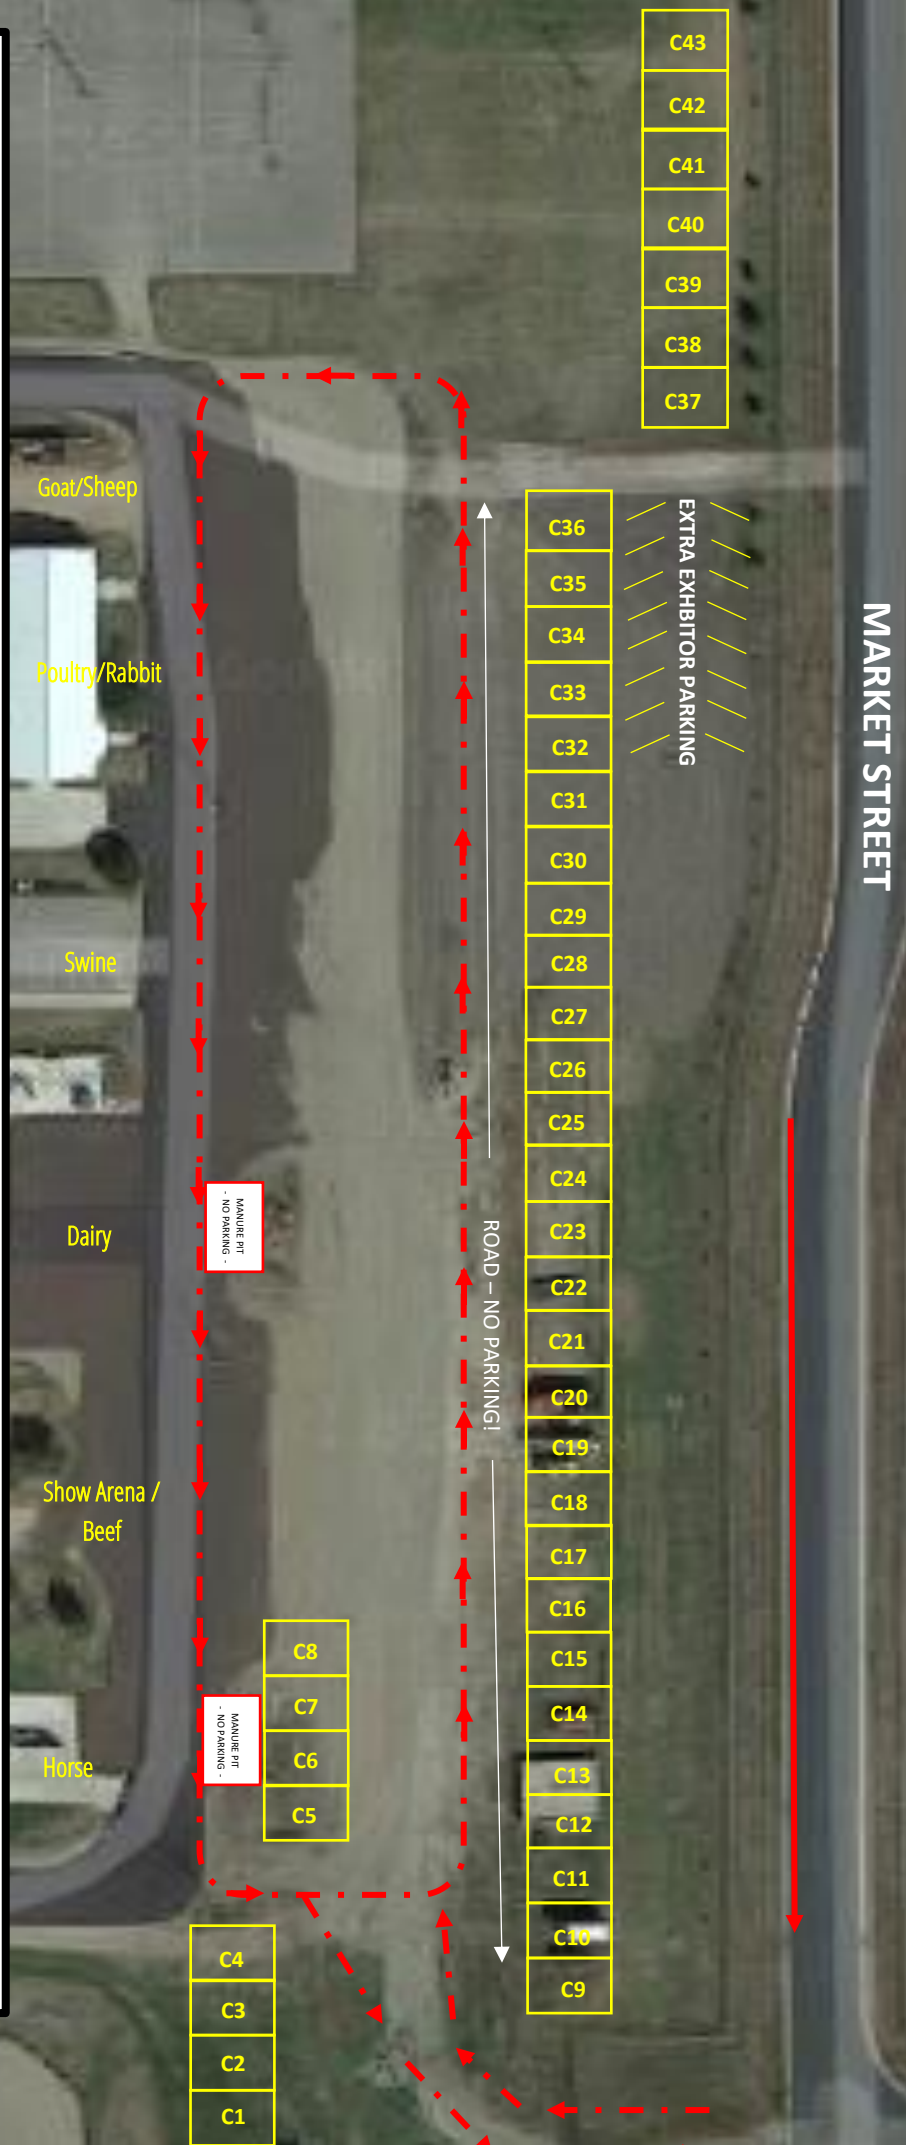 C43
C42
C41
C40
C39
C38
C37
C36
C35
C34
C33
C32
C31
C30
C29
C28
C27
C26
C25
C24
C23
C22
C21
C20
C19
C18
C17
C16
C15
C14
C13
C12
C11
C10
C9
EXTRA EXHBITOR PARKING
MARKET STREET
ROAD – NO PARKING!
Goat/Sheep
Poultry/Rabbit
Swine
Dairy
Show Arena /
Beef
Horse
MANURE PIT
- NO PARKING -
MANURE PIT
- NO PARKING -
C8
C7
C6
C5
C4
C3
C2
C1